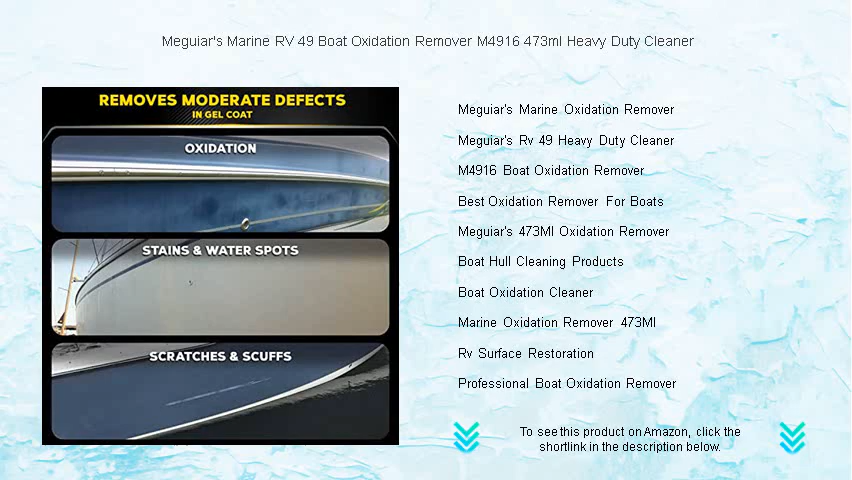 Meguiar's Marine RV 49 Boat Oxidation Remover M4916 473ml Heavy Duty Cleaner
REMOVES MODERATE DEFECTS
IN GEL COAT
OXIDATION
STAINS & WATER SPOTS
SCRATCHES & SCUFFS
Meguiar's Marine Oxidation Remover
Meguiar's Rv 49 Heavy Duty Cleaner
M4916 Boat Oxidation Remover
Best Oxidation Remover For Boats
Meguiar's 473Ml Oxidation Remover
Boat Hull Cleaning Products
Boat Oxidation Cleaner
Marine Oxidation Remover 473Ml
Rv Surface Restoration
Professional Boat Oxidation Remover
To see this product on Amazon, click the
shortlink in the description below.